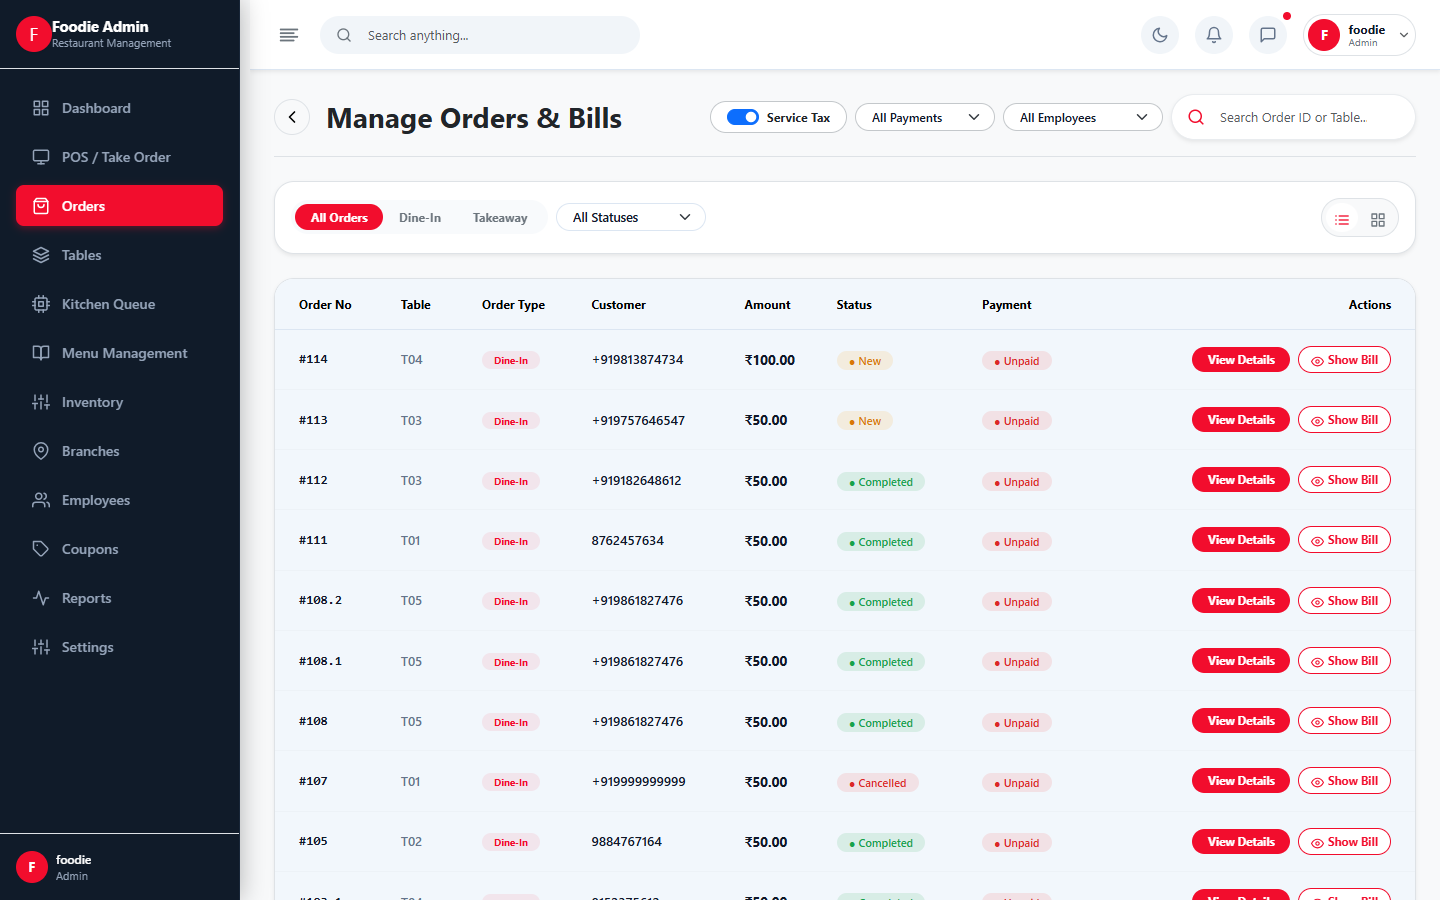 F Foodie Admin
Restaurant Management
Dashboard
POS / Take Order
Orders
Tables
Kitchen Queue
Menu Management
Inventory
Branches
Employees
Coupons
Reports
Settings
F foodie
Admin
Search anything...
F foodie
Admin
Manage Orders & Bills
Service Tax
All Payments
All Employees
Search Order ID or Table..
All Orders Dine-In Takeaway All Statuses
Order No Table Order Type Customer Amount Status Payment Actions
#114 T04 Dine-In +919813874734 ₹100.00 New Unpaid View Details Show Bill
#113 T03 Dine-In +919757646547 ₹50.00 New Unpaid View Details Show Bill
#112 T03 Dine-In +919182648612 ₹50.00 Completed Unpaid View Details Show Bill
#111 T01 Dine-In 8762457634 ₹50.00 Completed Unpaid View Details Show Bill
#108.2 T05 Dine-In +919861827476 ₹50.00 Completed Unpaid View Details Show Bill
#108.1 T05 Dine-In +919861827476 ₹50.00 Completed Unpaid View Details Show Bill
#108 T05 Dine-In +919861827476 ₹50.00 Completed Unpaid View Details Show Bill
#107 T01 Dine-In +919999999999 ₹50.00 Cancelled Unpaid View Details Show Bill
#105 T02 Dine-In 9884767164 ₹50.00 Completed Unpaid View Details Show Bill